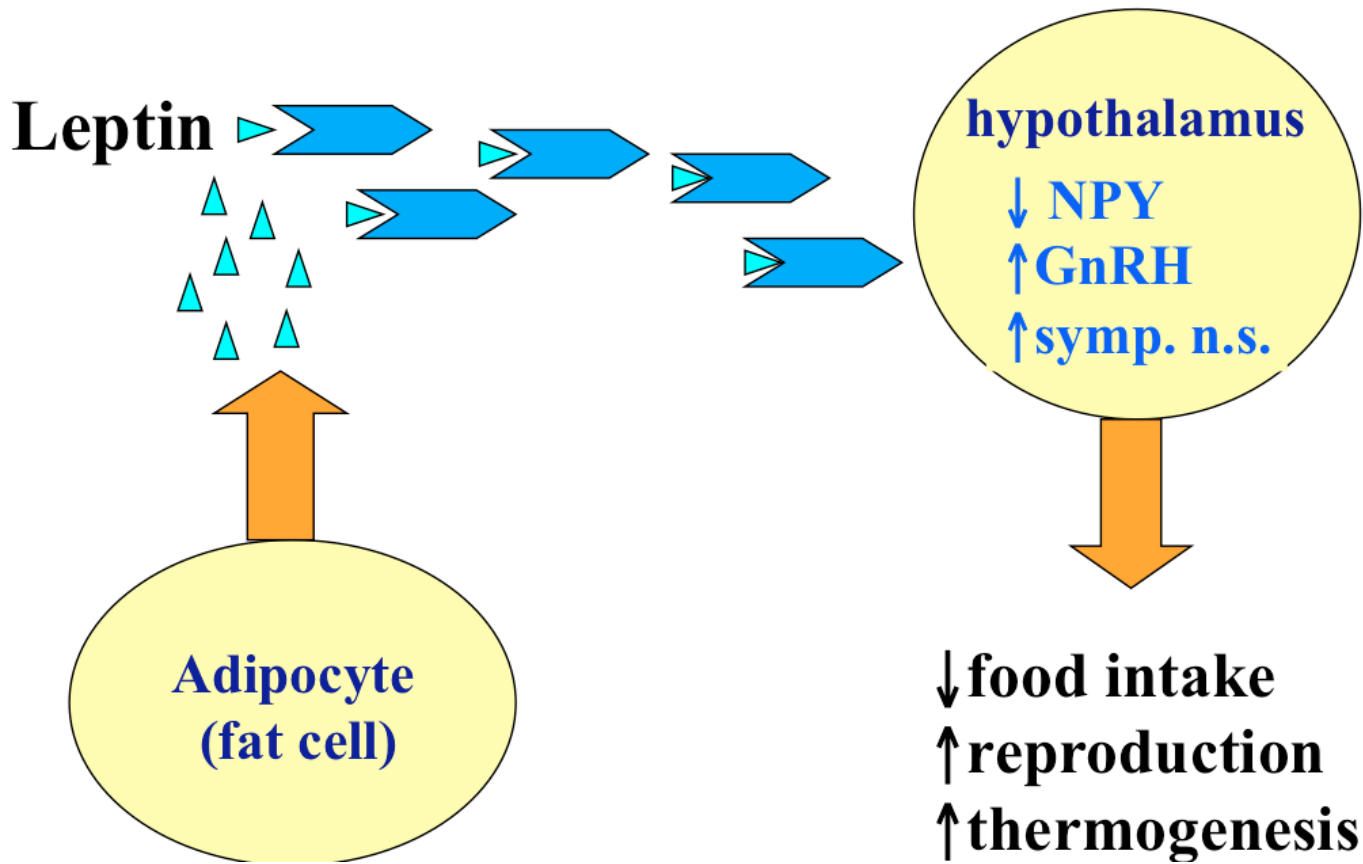 Leptin
hypothalamus
↓ NPY
↑GnRH
↑symp. n.s.
Adipocyte
(fat cell)
↓food intake
↑reproduction
↑thermogenesis